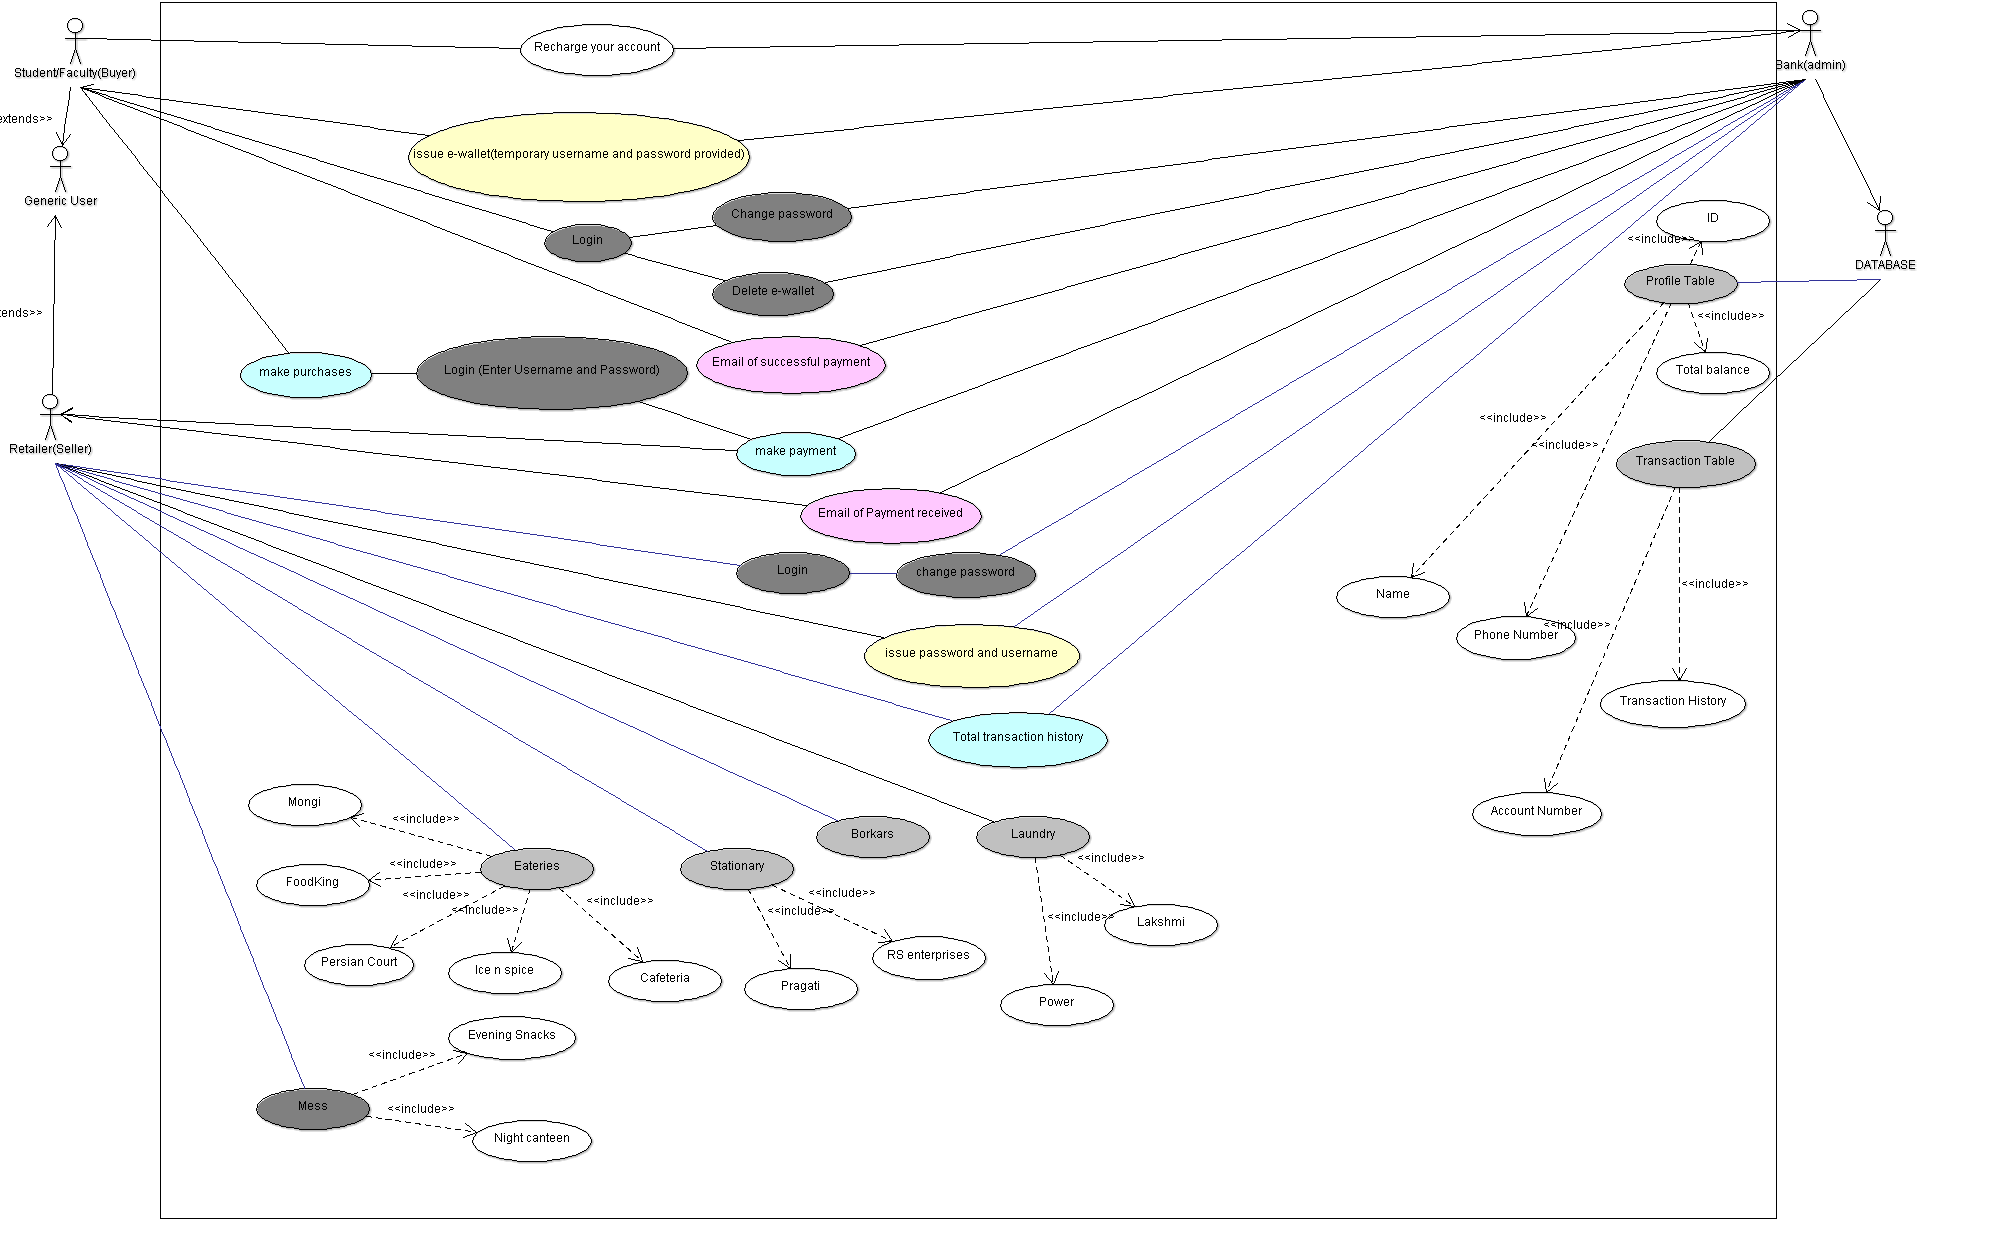 Recharge your account
Student/Faculty(Buyer)
Bank(admin)
extends>>
issue e-wallet(temporary username and password provided)
Generic User
Change password
ID
Login
<<include>>
DATABASE
Profile Table
Delete e-wallet
tends>>
<<include>>
Email of successful payment
make purchases
Login (Enter Username and Password)
Total balance
<<include>>
Retailer(Seller)
<<include>>
make payment
Transaction Table
Email of Payment received
Login
change password
<<include>>
Name
<<include>>
Phone Number
issue password and username
Transaction History
Total transaction history
Mongi
Account Number
<<include>>
Borkars
Laundry
<<include>>
<<include>>
Eateries
Stationary
FoodKing
<<include>>
<<include>>
<<include>>
<<include>>
<<include>>
<<include>>
Lakshmi
RS enterprises
Persian Court
Ice n spice
Cafeteria
Pragati
Power
Evening Snacks
<<include>>
Mess
<<include>>
Night canteen